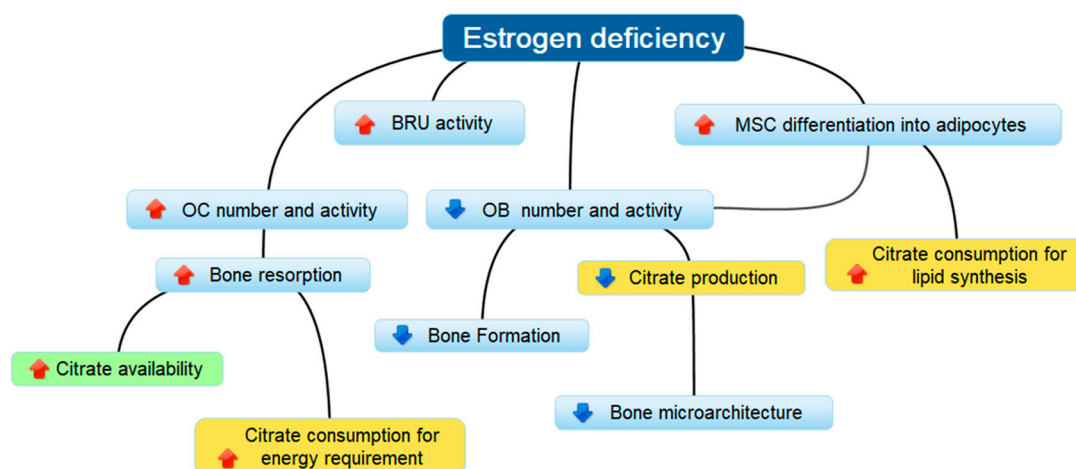 Estrogen deficiency
BRU activity
MSC differentiation into adipocytes
OC number and activity
OB number and activity
Bone resorption
Citrate production
Citrate consumption for
lipid synthesis
Bone Formation
Citrate availability
Bone microarchitecture
Citrate consumption for
energy requirement